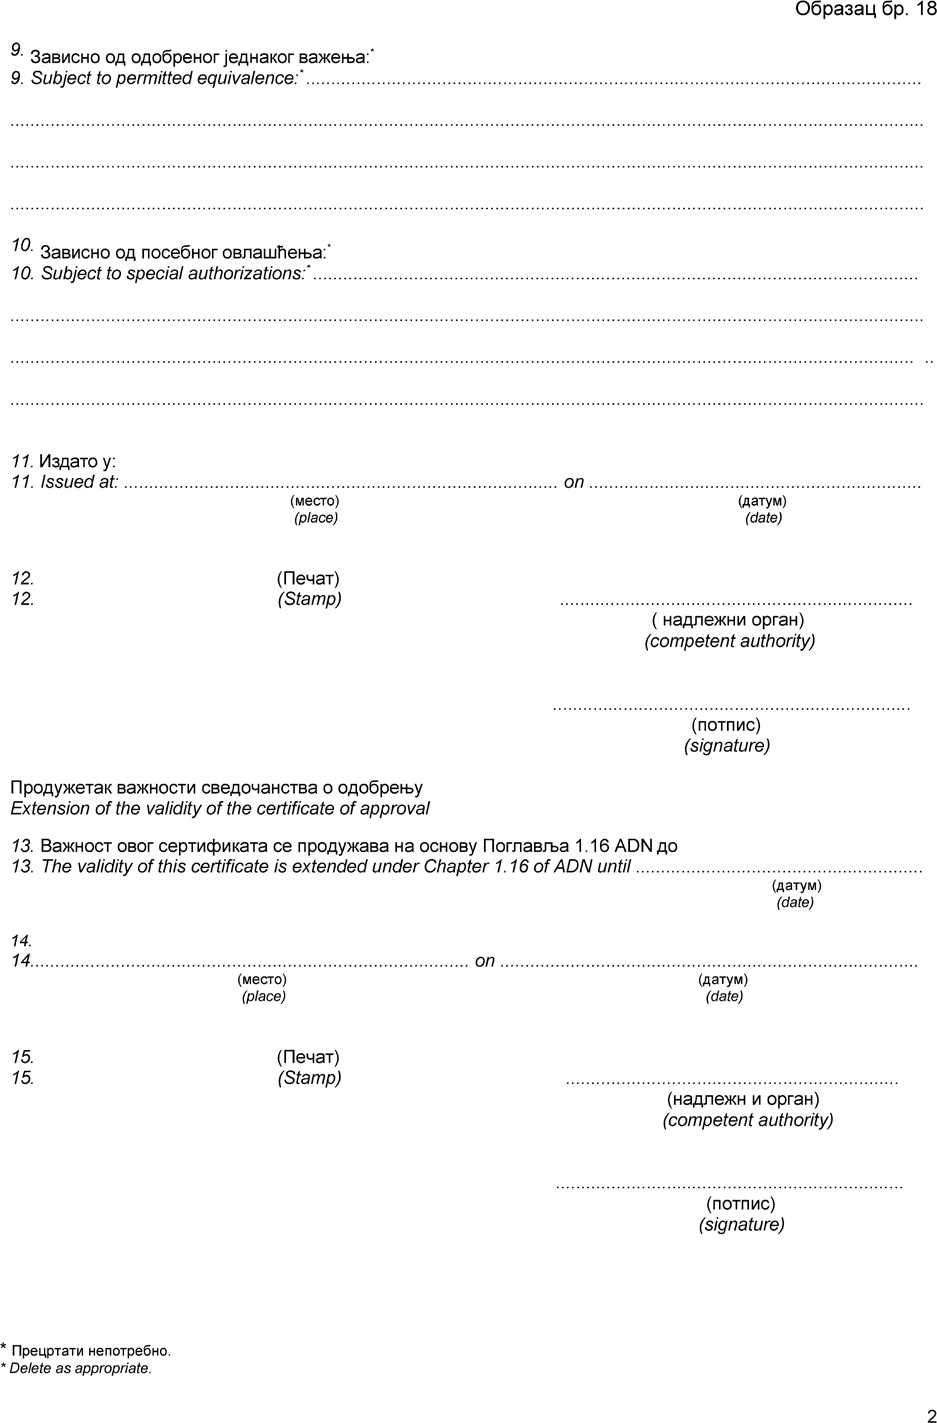 Образац бр. 18
9. Зависно од одобреног једнаког важења:*
9. Subject to permitted equivalence:*..............................................................................................................................
..............................................................................................................................
..............................................................................................................................
..............................................................................................................................
10. Зависно од посебног овлашћења:*
10. Subject to special authorizations:*..............................................................................................................................
..............................................................................................................................
.............................................................................................................................. ..
..............................................................................................................................
11. Издато у:
11. Issued at: ...................................................................................... on ..................................................................
(место) (датум)
(place) (date)
12. (Печат)
12. (Stamp) ......................................................................
( надлежни орган)
(competent authority)
.......................................................................
(потпис)
(signature)
Продужетак важности сведочанства о одобрењу
Extension of the validity of the certificate of approval
13. Важност овог сертификата се продужава на основу Поглавља 1.16 ADN до
13. The validity of this certificate is extended under Chapter 1.16 of ADN until .........................................................
(датум)
(date)
14.
14....................................................................................... on ...................................................................................
(место) (датум)
(place) (date)
15. (Печат)
15. (Stamp) ..................................................................
(надлежн и орган)
(competent authority)
.....................................................................
(потпис)
(signature)
* Прецртати непотребно.
* Delete as appropriate.
2